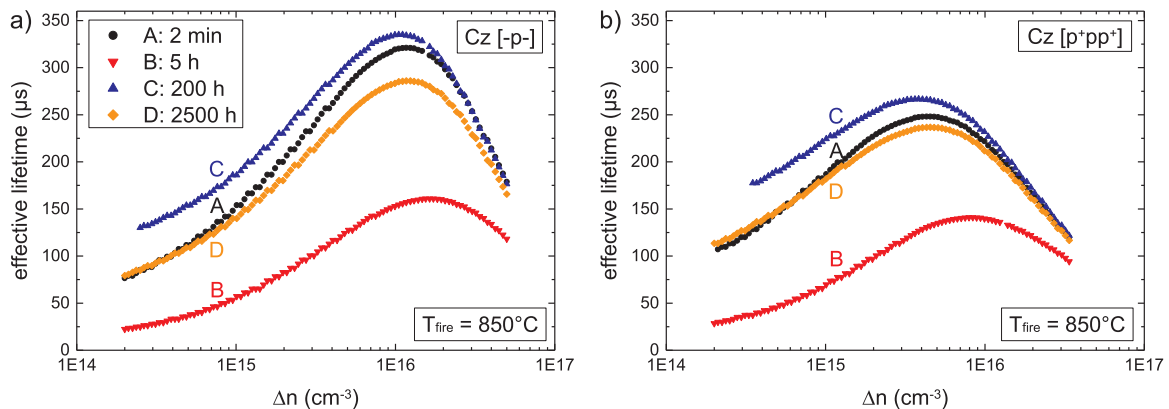 a)
Cz [-p-]
A: 2 min
B: 5 h
C: 200 h
D: 2500 h
C
A
D
B
Tfire = 850°C
350
300
250
200
150
100
50
0
effective lifetime (µs)
1E14
1E15
1E16
1E17
Δn (cm-3)
b)
Cz [p+pp+]
C
A
D
B
Tfire = 850°C
350
300
250
200
150
100
50
0
effective lifetime (µs)
1E14
1E15
1E16
1E17
Δn (cm-3)